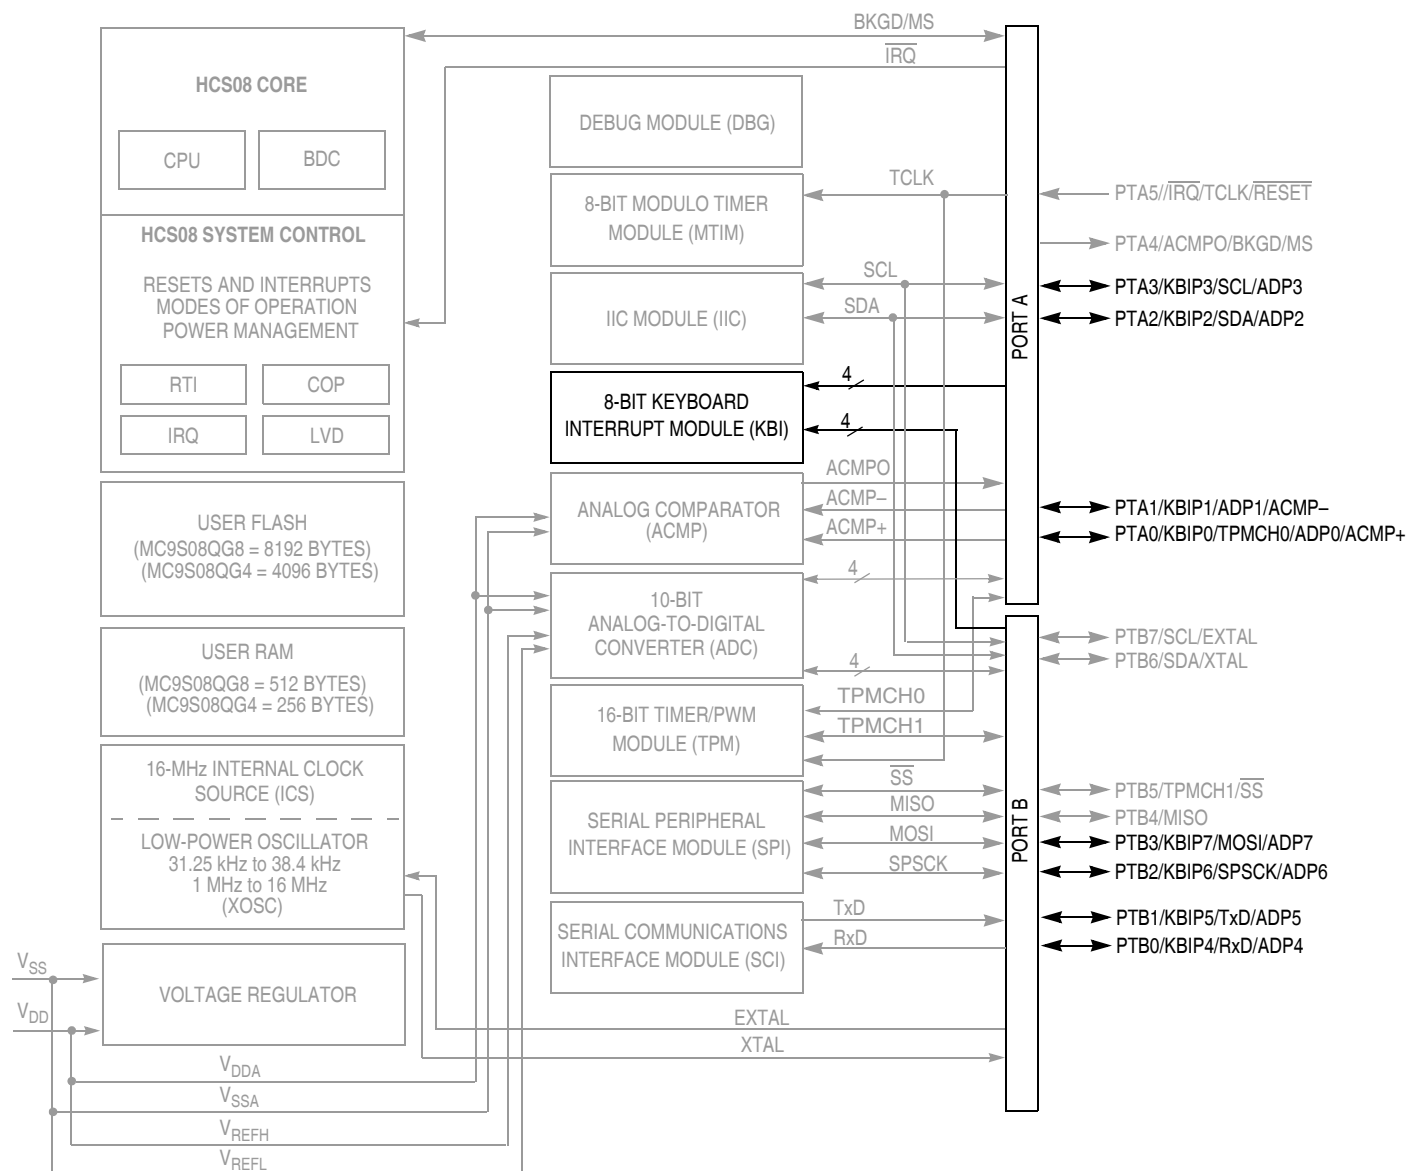 BKGD/MS
IRQ
HCS08 CORE
CPU
BDC
HCS08 SYSTEM CONTROL
RESETS AND INTERRUPTS
MODES OF OPERATION
POWER MANAGEMENT
RTI
COP
IRQ
LVD
USER FLASH
(MC9S08QG8 = 8192 BYTES)
(MC9S08QG4 = 4096 BYTES)
USER RAM
(MC9S08QG8 = 512 BYTES)
(MC9S08QG4 = 256 BYTES)
16-MHz INTERNAL CLOCK
SOURCE (ICS)
LOW-POWER OSCILLATOR
31.25 kHz to 38.4 kHz
1 MHz to 16 MHz
(XOSC)
VSS
VDD
VOLTAGE REGULATOR
VDDA
VSSA
VREFH
VREFL
DEBUG MODULE (DBG)
8-BIT MODULO TIMER
MODULE (MTIM)
TCLK
IIC MODULE (IIC)
SCL
SDA
8-BIT KEYBOARD
INTERRUPT MODULE (KBI)
4
4
ANALOG COMPARATOR
(ACMP)
ACMPO
ACMP–
ACMP+
10-BIT
ANALOG-TO-DIGITAL
CONVERTER (ADC)
4
4
16-BIT TIMER/PWM
MODULE (TPM)
TPMCH0
TPMCH1
SERIAL PERIPHERAL
INTERFACE MODULE (SPI)
SS
MISO
MOSI
SPSCK
SERIAL COMMUNICATIONS
INTERFACE MODULE (SCI)
TxD
RxD
EXTAL
XTAL
PORT A
PTA5//IRQ/TCLK/RESET
PTA4/ACMPO/BKGD/MS
PTA3/KBIP3/SCL/ADP3
PTA2/KBIP2/SDA/ADP2
PTA1/KBIP1/ADP1/ACMP–
PTA0/KBIP0/TPMCH0/ADP0/ACMP+
PORT B
PTB7/SCL/EXTAL
PTB6/SDA/XTAL
PTB5/TPMCH1/SS
PTB4/MISO
PTB3/KBIP7/MOSI/ADP7
PTB2/KBIP6/SPSCK/ADP6
PTB1/KBIP5/TxD/ADP5
PTB0/KBIP4/RxD/ADP4